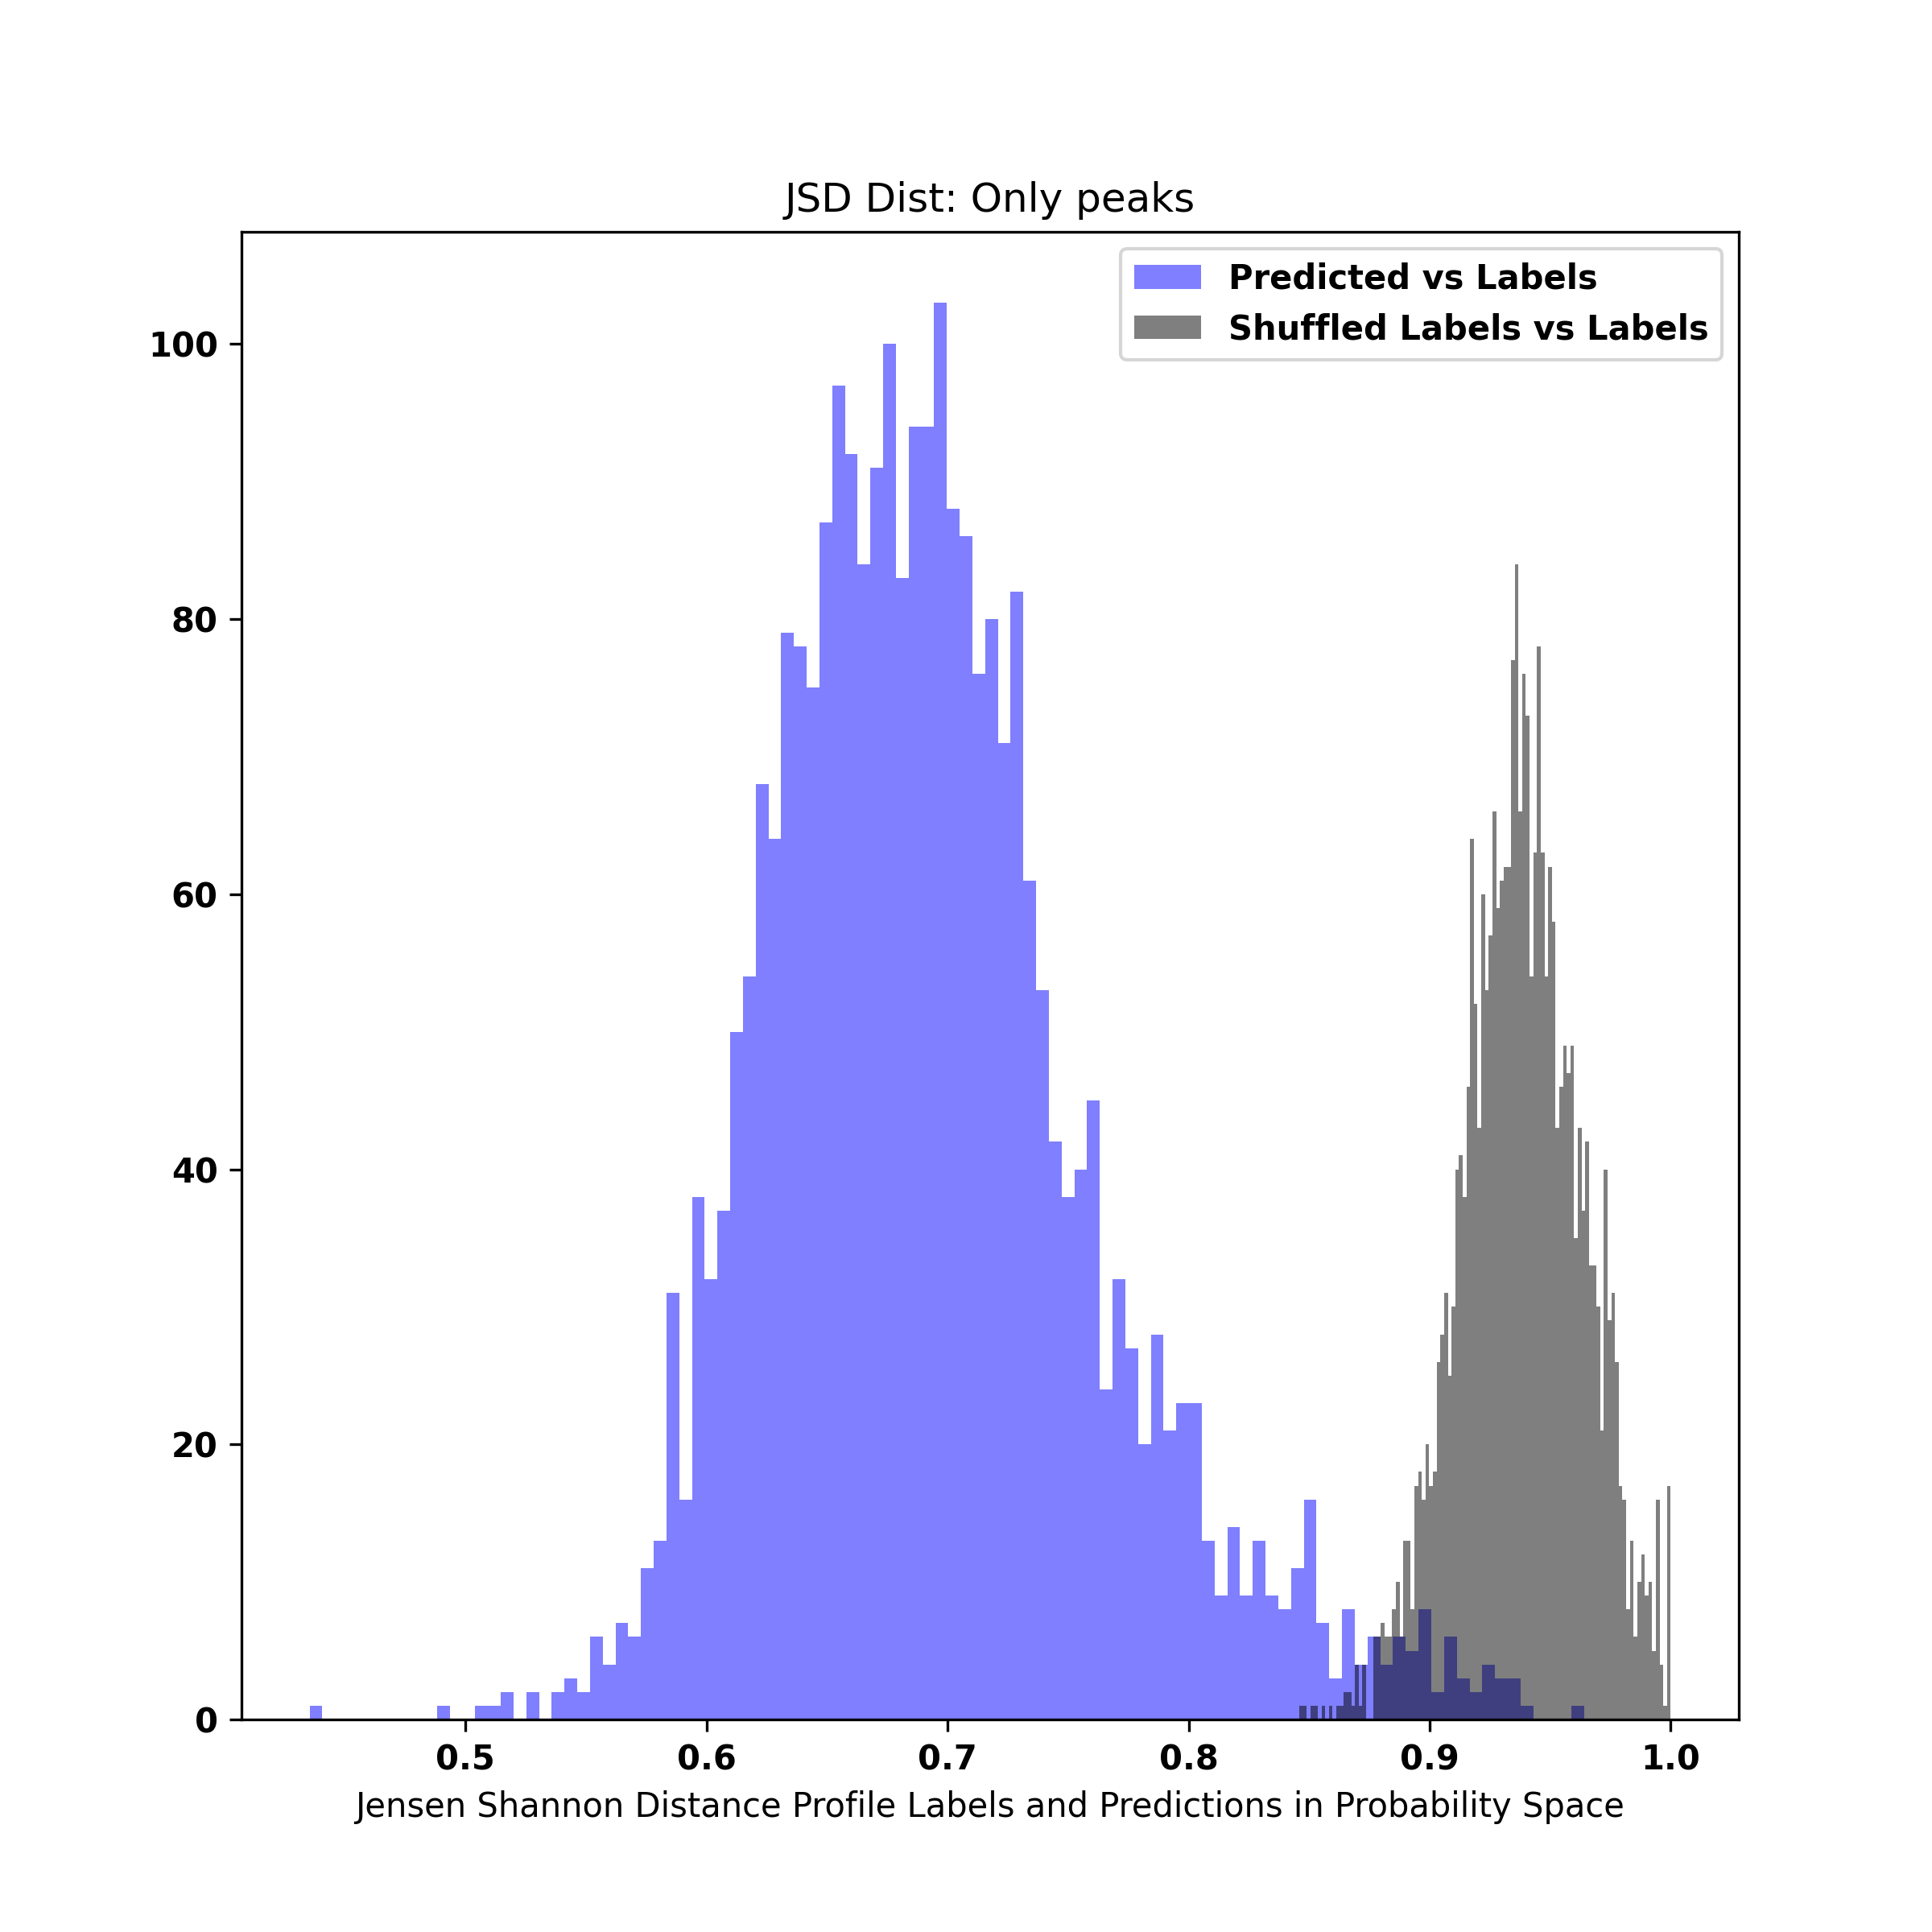 JSD Dist: Only peaks
Predicted vs Labels
Shuffled Labels vs Labels
100
80
60
40
20
0
0.5 0.6 0.7 0.8 0.9 1.0
Jensen Shannon Distance Profile Labels and Predictions in Probability Space